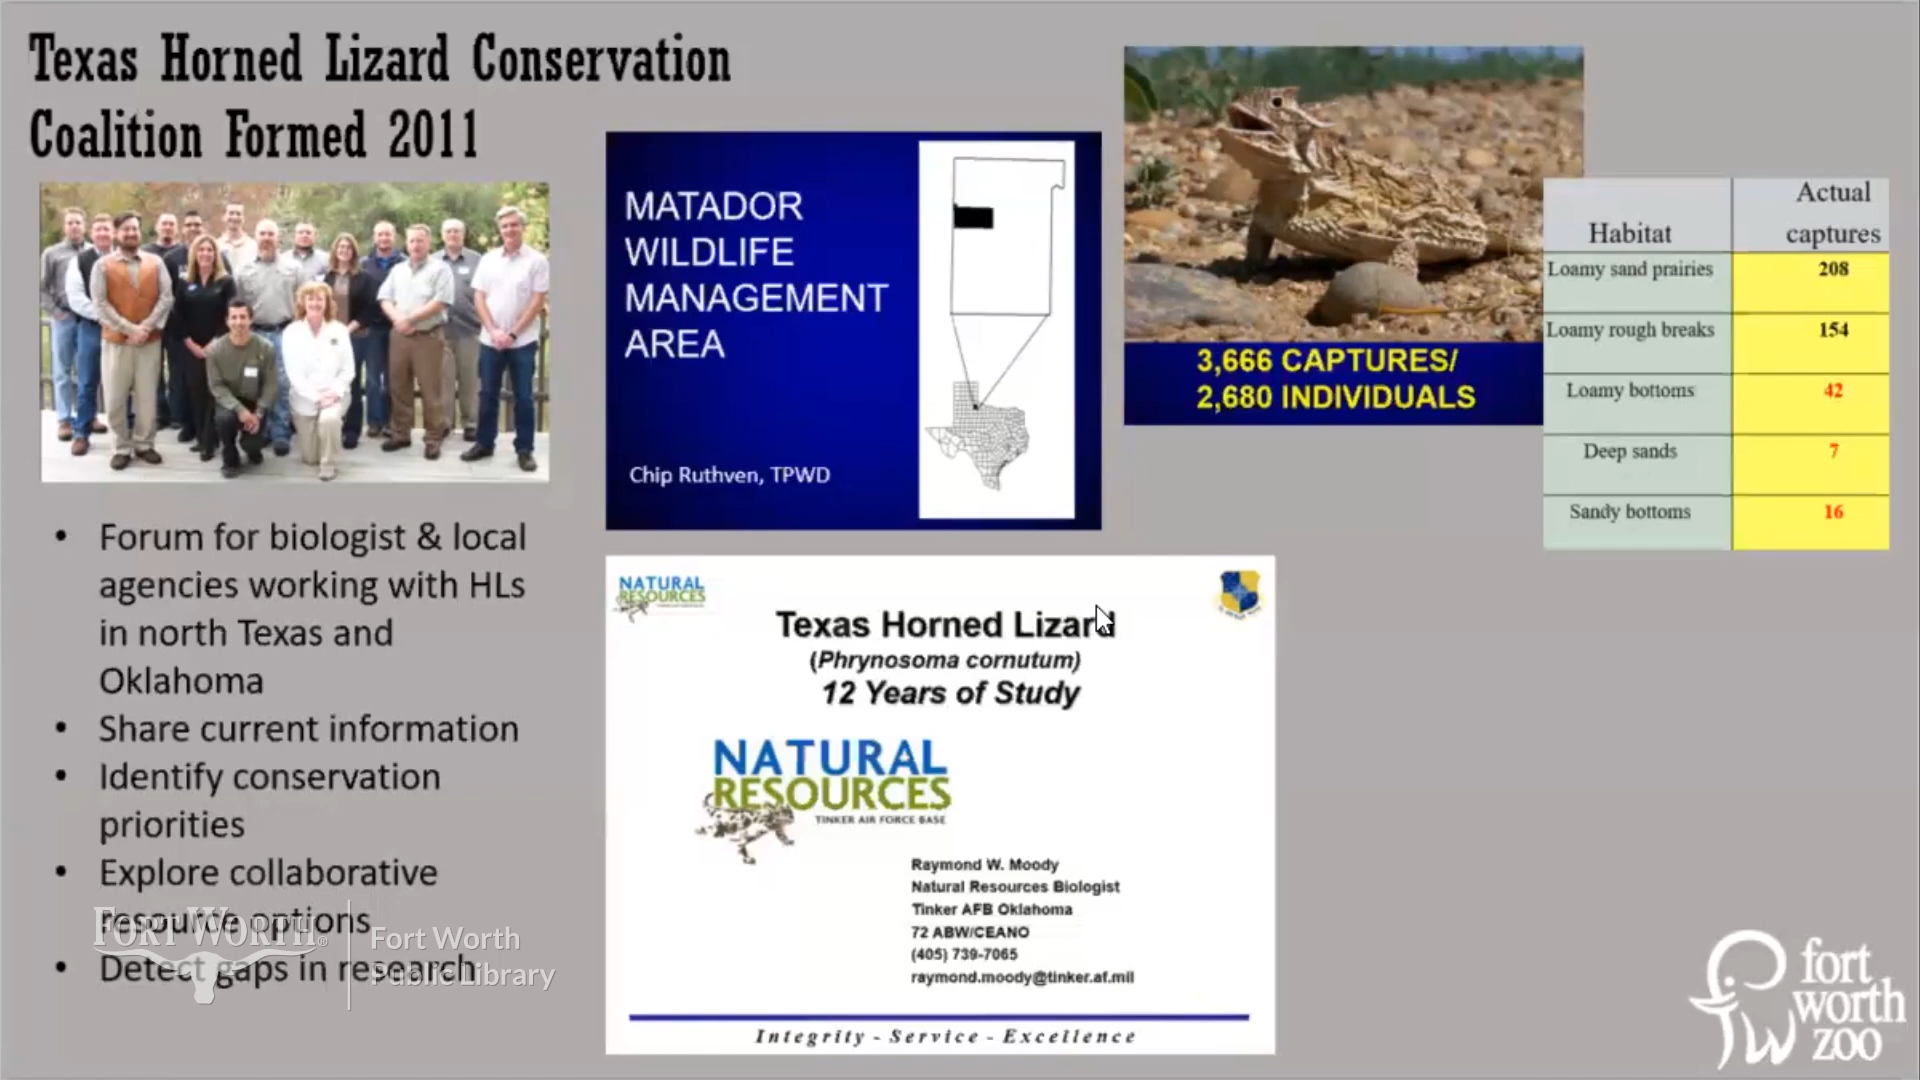 Texas Horned Lizard Conservation
Coalition Formed 2011
MATADOR
WILDLIFE
MANAGEMENT
AREA
Chip Ruthven, TPWD
3,666 CAPTURES/
2,680 INDIVIDUALS
Habitat Actual captures
Loamy sand prairies 208
Loamy rough breaks 154
Loamy bottoms 42
Deep sands 7
Sandy bottoms 16
• Forum for biologist & local
agencies working with HLs
in north Texas and
Oklahoma
• Share current information
• Identify conservation
priorities
• Explore collaborative
resource options
• Detect gaps in research
FORT WORTH®
Fort Worth
Public Library
NATURAL
RESOURCES
Texas Horned Lizard
(Phrynosoma cornutum)
12 Years of Study
NATURAL
RESOURCES
TINKER AIR FORCE BASE
Raymond W. Moody
Natural Resources Biologist
Tinker AFB Oklahoma
72 ABW/CEANO
(405) 739-7065
raymond.moody@tinker.af.mil
Integrity - Service - Excellence
fort
worth
zoo